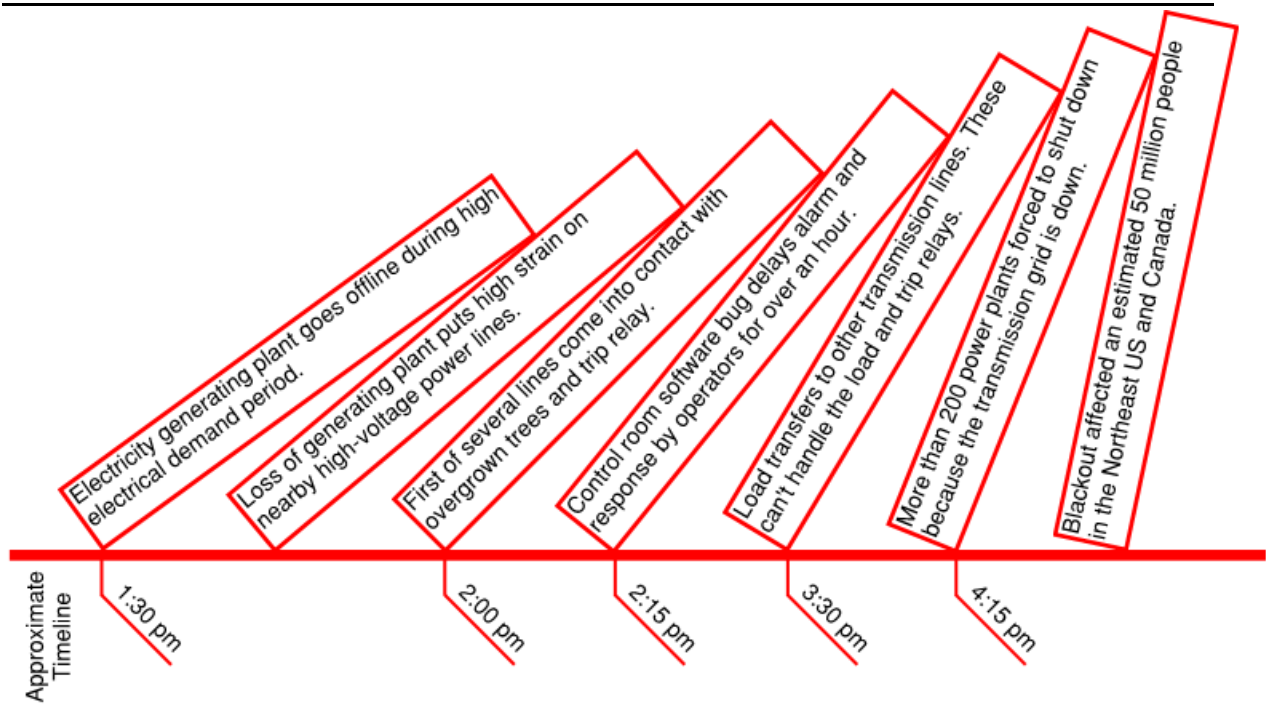 Electricity generating plant goes offline during high
electrical demand period.
Loss of generating plant puts high strain on
nearby high-voltage power lines.
First of several lines come into contact with
overgrown trees and trip relay.
Control room software bug delays alarm and
response by operators for over an hour.
Load transfers to other transmission lines. These
can't handle the load and trip relays.
More than 200 power plants forced to shut down
because the transmission grid is down.
Blackout affected an estimated 50 million people
in the Northeast US and Canada.
Approximate
Timeline
1:30 pm
2:00 pm
2:15 pm
3:30 pm
4:15 pm